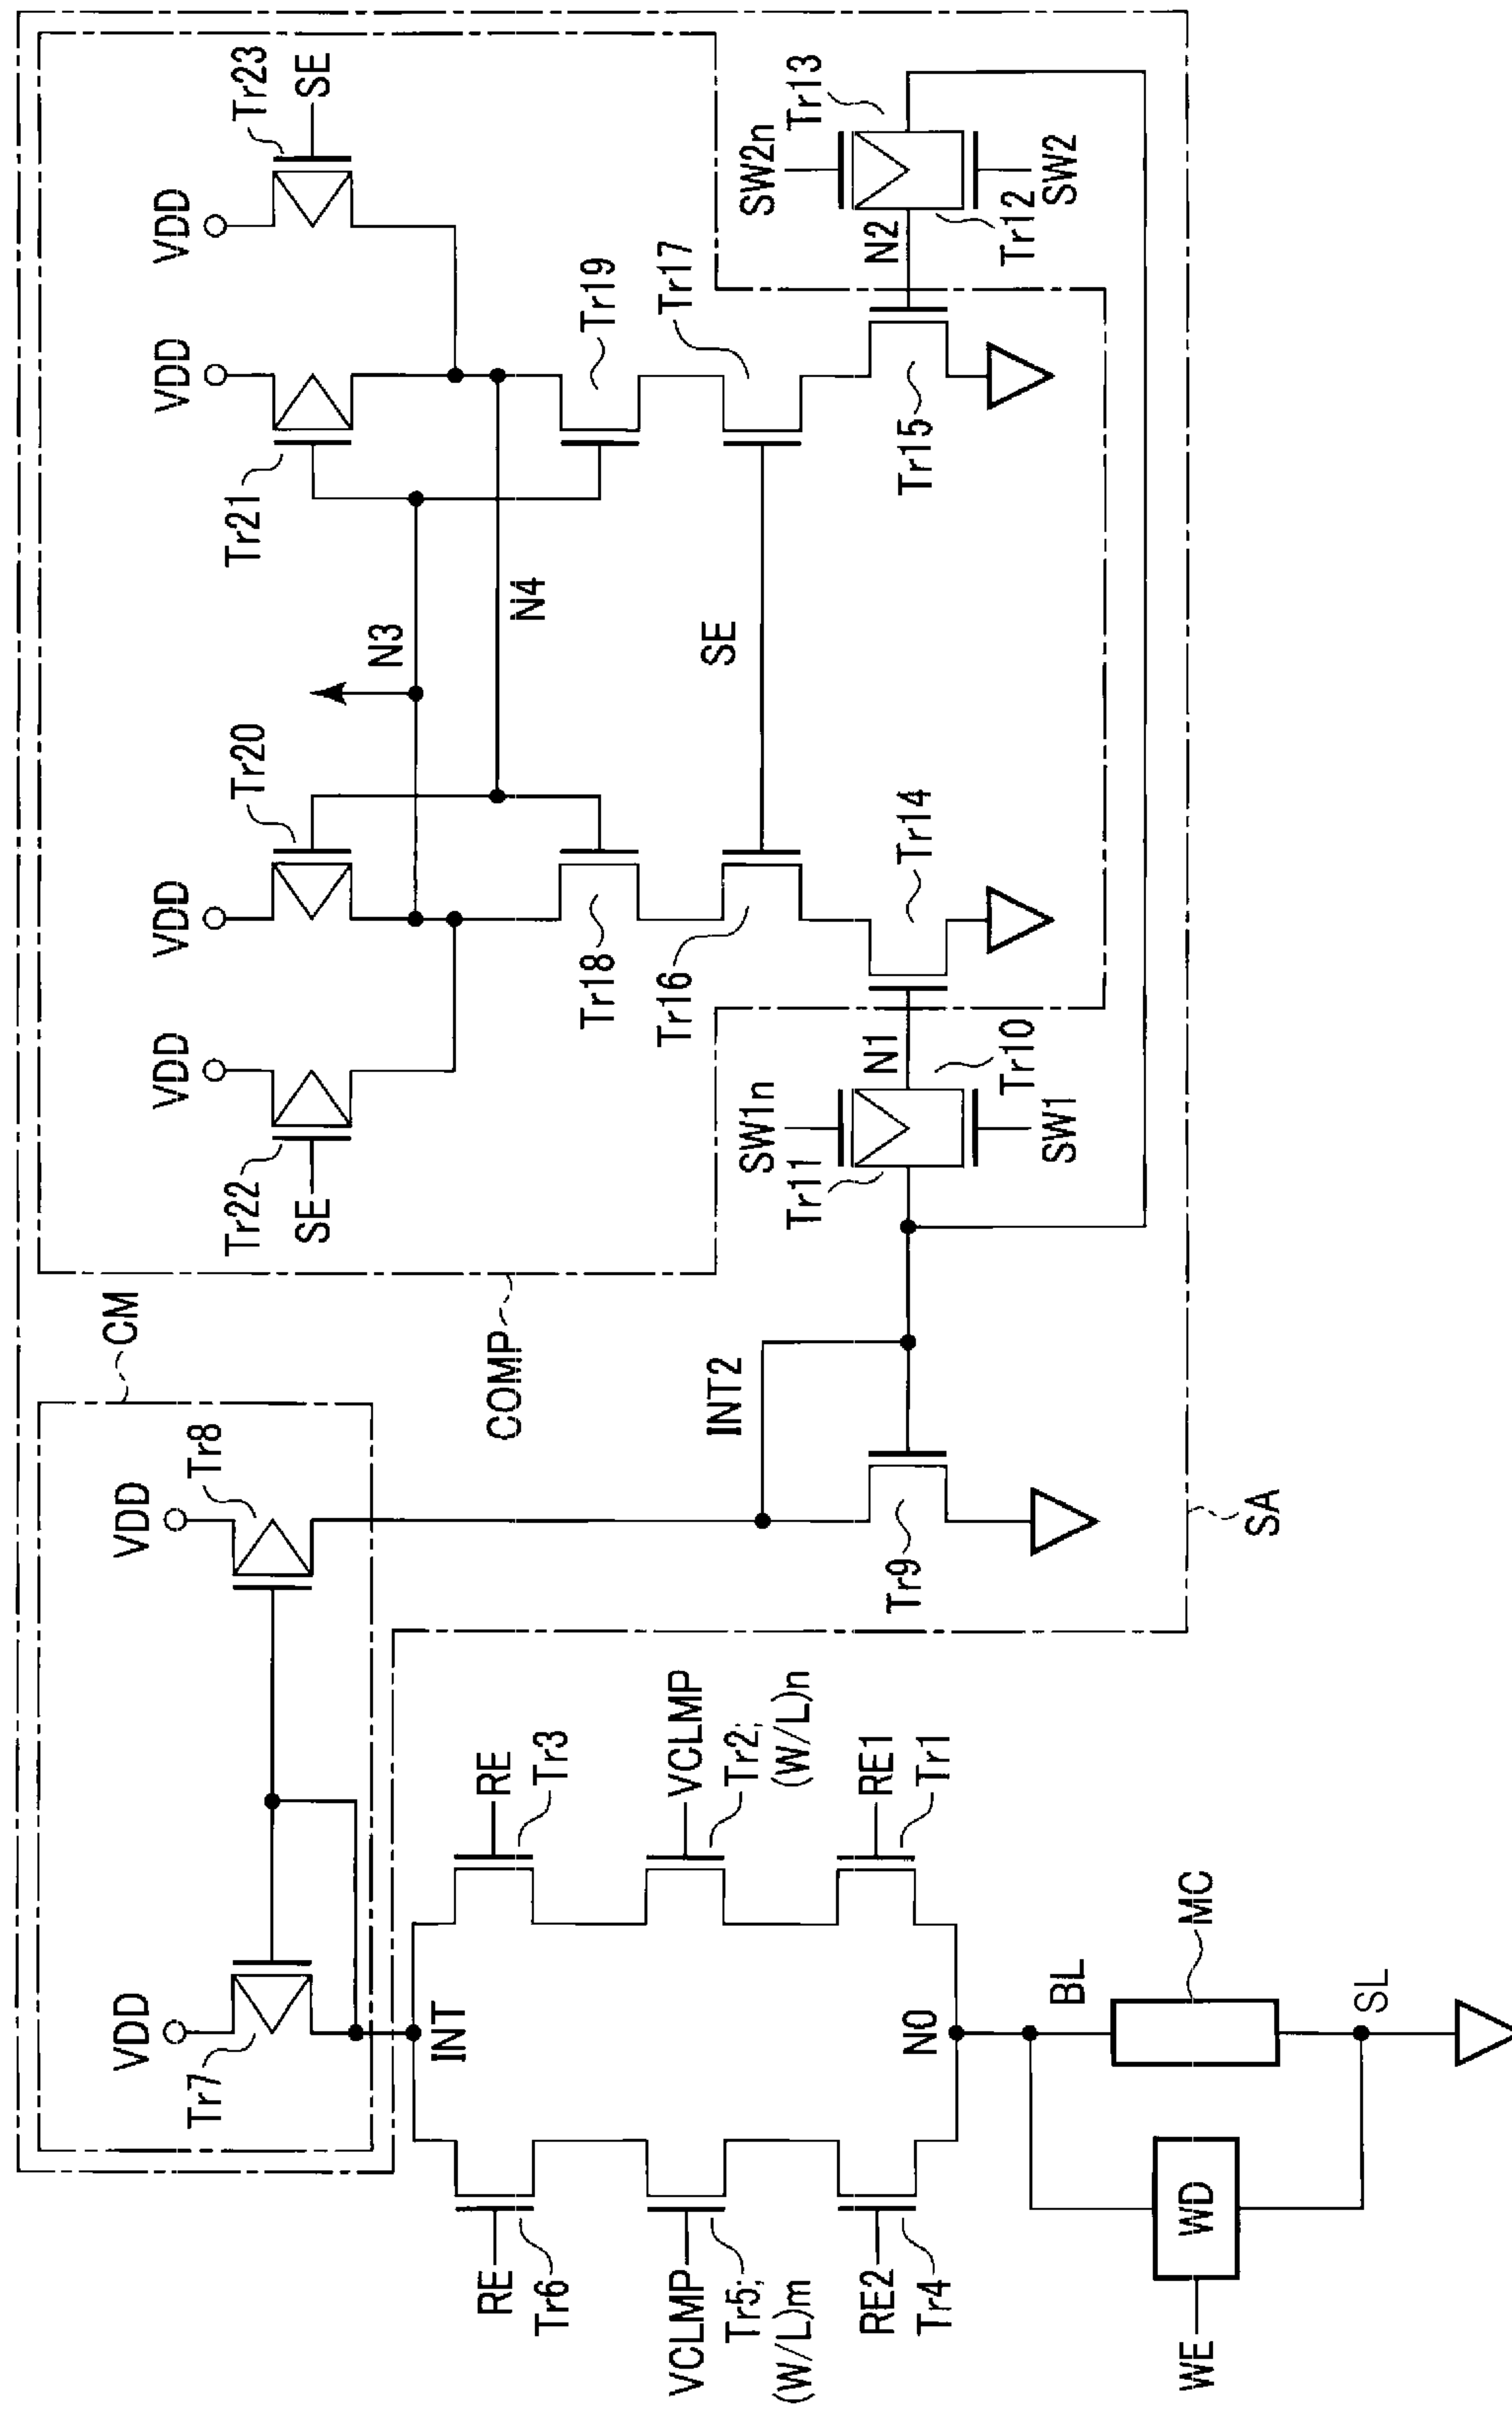 CM
VDD
Tr7
VDD
Tr8
INT
RE
Tr6
RE
Tr3
VCLMP
Tr5;
(W/L)m
VCLMP
Tr2;
(W/L)n
RE2
Tr4
RE1
Tr1
N0
BL
MC
SL
WD
WE
SA
INT2
Tr9
COMP
VDD
Tr22
SE
VDD
Tr20
VDD
Tr21
VDD
Tr23
SE
N3
N4
Tr18
Tr19
Tr16
SE
Tr17
SW1n
Tr11
N1
Tr10
SW1
Tr14
Tr15
N2
SW2n
Tr13
Tr12
SW2